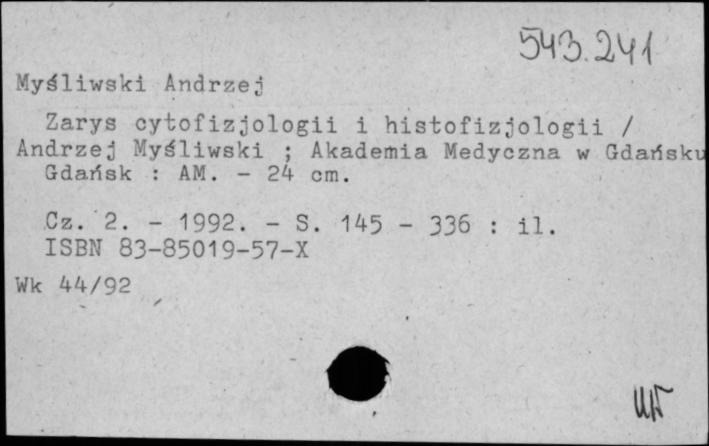 543.241
Myśliwski Andrzej
Zarys cytofizjologii i histofizjologii /
Andrzej Myśliwski ; Akademia Medyczna w Gdańsku
Gdańsk : AM. - 24 cm.
Cz. 2. - 1992. - S. 145 - 336 : il.
ISBN 83-85019-57-X
Wk 44/92